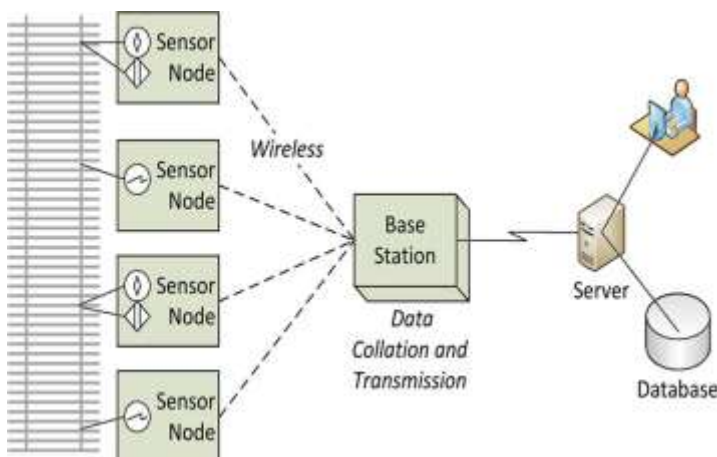 Sensor
Node
Wireless
Sensor
Node
Base
Station
Sensor
Node
Server
Data
Collation and
Transmission
Database
Sensor
Node